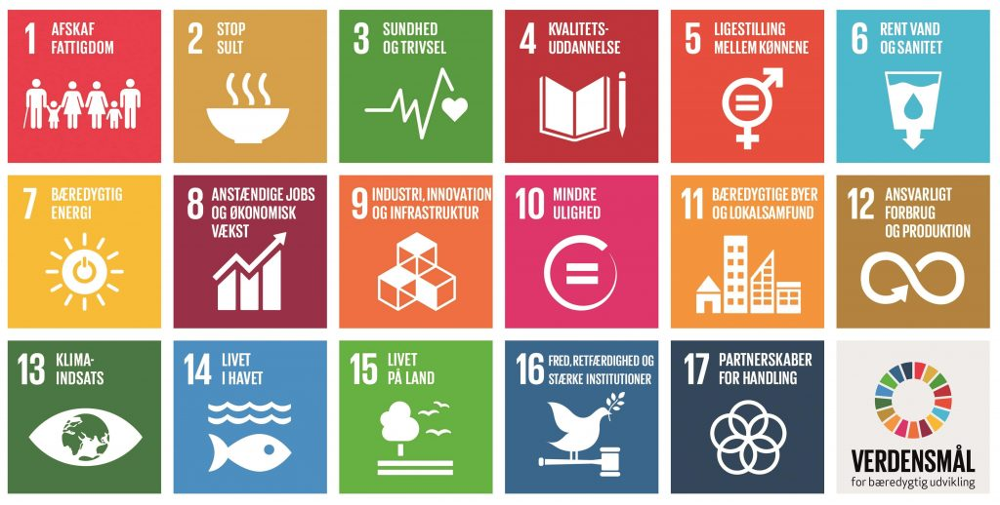 1 AFSKAF
FATTIGDOM
2 STOP
SULT
3 SUNDHED
OG TRIVSEL
4 KVALITETS-
UDDANNELSE
5 LIGESTILLING
MELLEM KØNNENE
6 RENT VAND
OG SANITET
7 BÆREDYGTIG
ENERGI
8 ANSTÆNDIGE JOBS
OG ØKONOMISK
VÆKST
9 INDUSTRI, INNOVATION
OG INFRASTRUKTUR
10 MINDRE
ULIGHED
11 BÆREDYGTIGE BYER
OG LOKALSAMFUND
12 ANSVARLIGT
FORBRUG
OG PRODUKTION
13 KLIMA-
INDSATS
14 LIVET
I HAVET
15 LIVET
PÅ LAND
16 FRED, RETFÆRDIGHED OG
STÆRKE INSTITUTIONER
17 PARTNERSKABER
FOR HANDLING
VERDENSMÅL
for bæredygtig udvikling